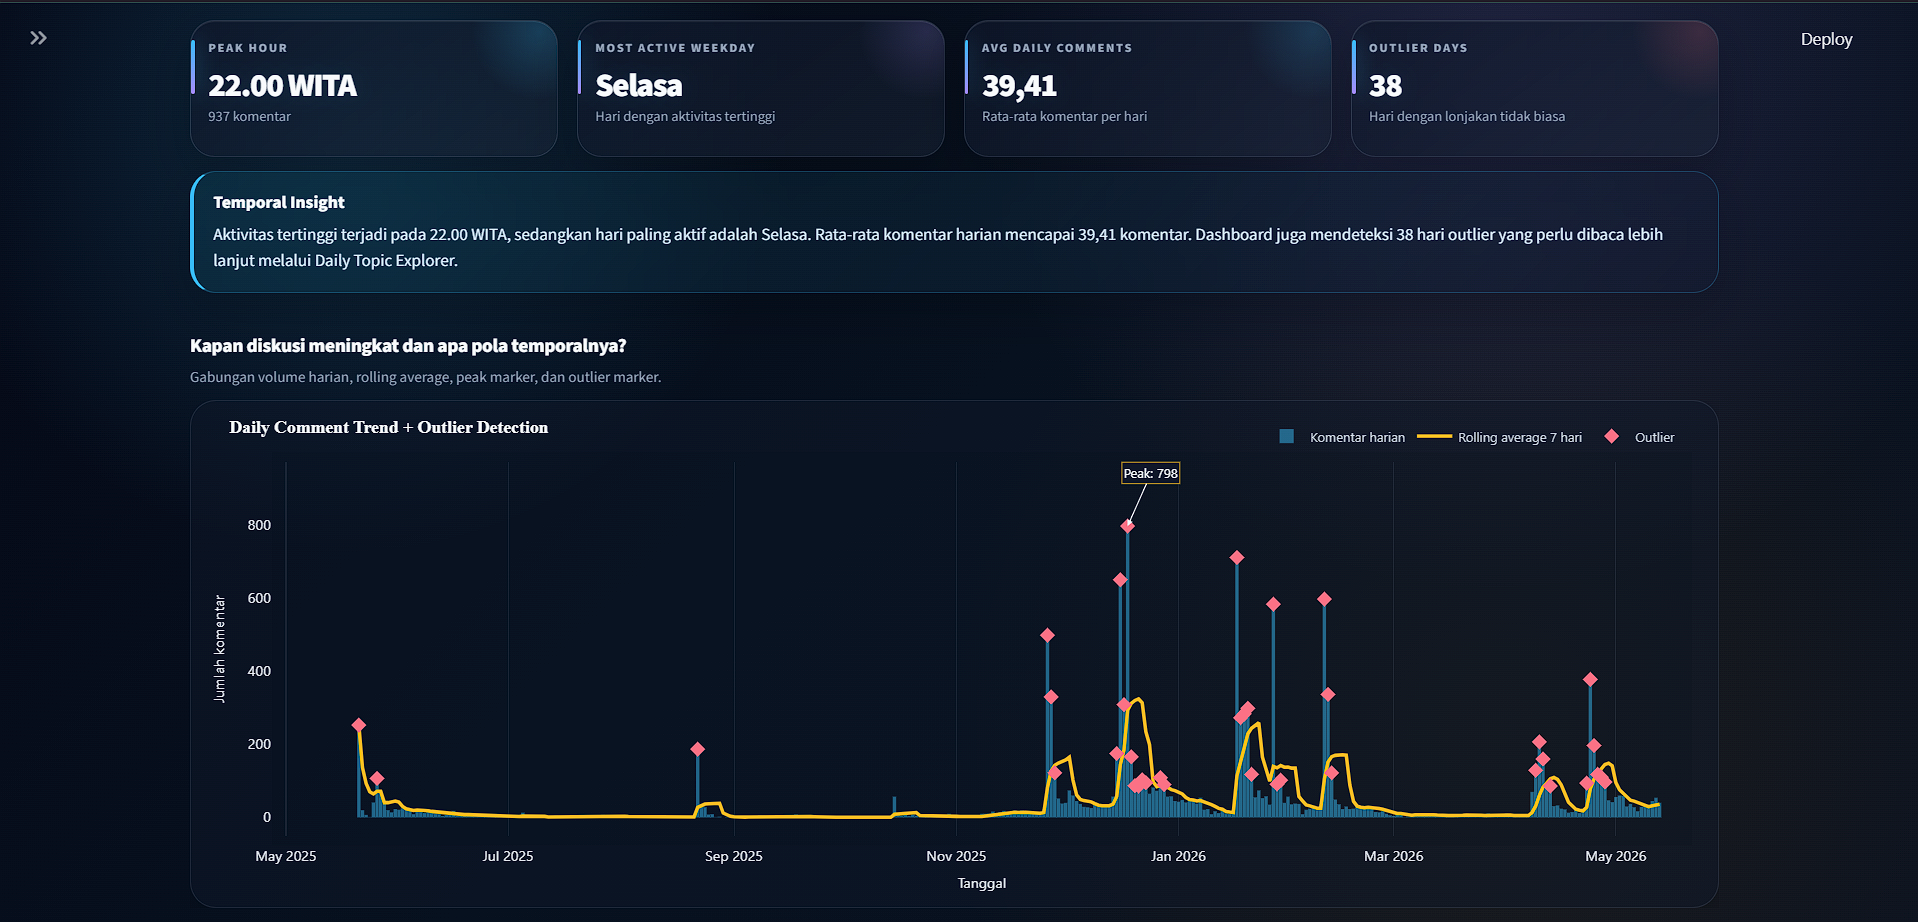 Deploy
PEAK HOUR
22.00 WITA
937 komentar
MOST ACTIVE WEEKDAY
Selasa
Hari dengan aktivitas tertinggi
AVG DAILY COMMENTS
39,41
Rata-rata komentar per hari
OUTLIER DAYS
38
Hari dengan lonjakan tidak biasa
Temporal Insight
Aktivitas tertinggi terjadi pada 22.00 WITA, sedangkan hari paling aktif adalah Selasa. Rata-rata komentar harian mencapai 39,41 komentar. Dashboard juga mendeteksi 38 hari outlier yang perlu dibaca lebih
lanjut melalui Daily Topic Explorer.
Kapan diskusi meningkat dan apa pola temporalnya?
Gabungan volume harian, rolling average, peak marker, dan outlier marker.
Daily Comment Trend + Outlier Detection
Komentar harian
Rolling average 7 hari
Outlier
Peak: 798
800
600
400
200
0
Jumlah komentar
May 2025
Jul 2025
Sep 2025
Nov 2025
Jan 2026
Mar 2026
May 2026
Tanggal